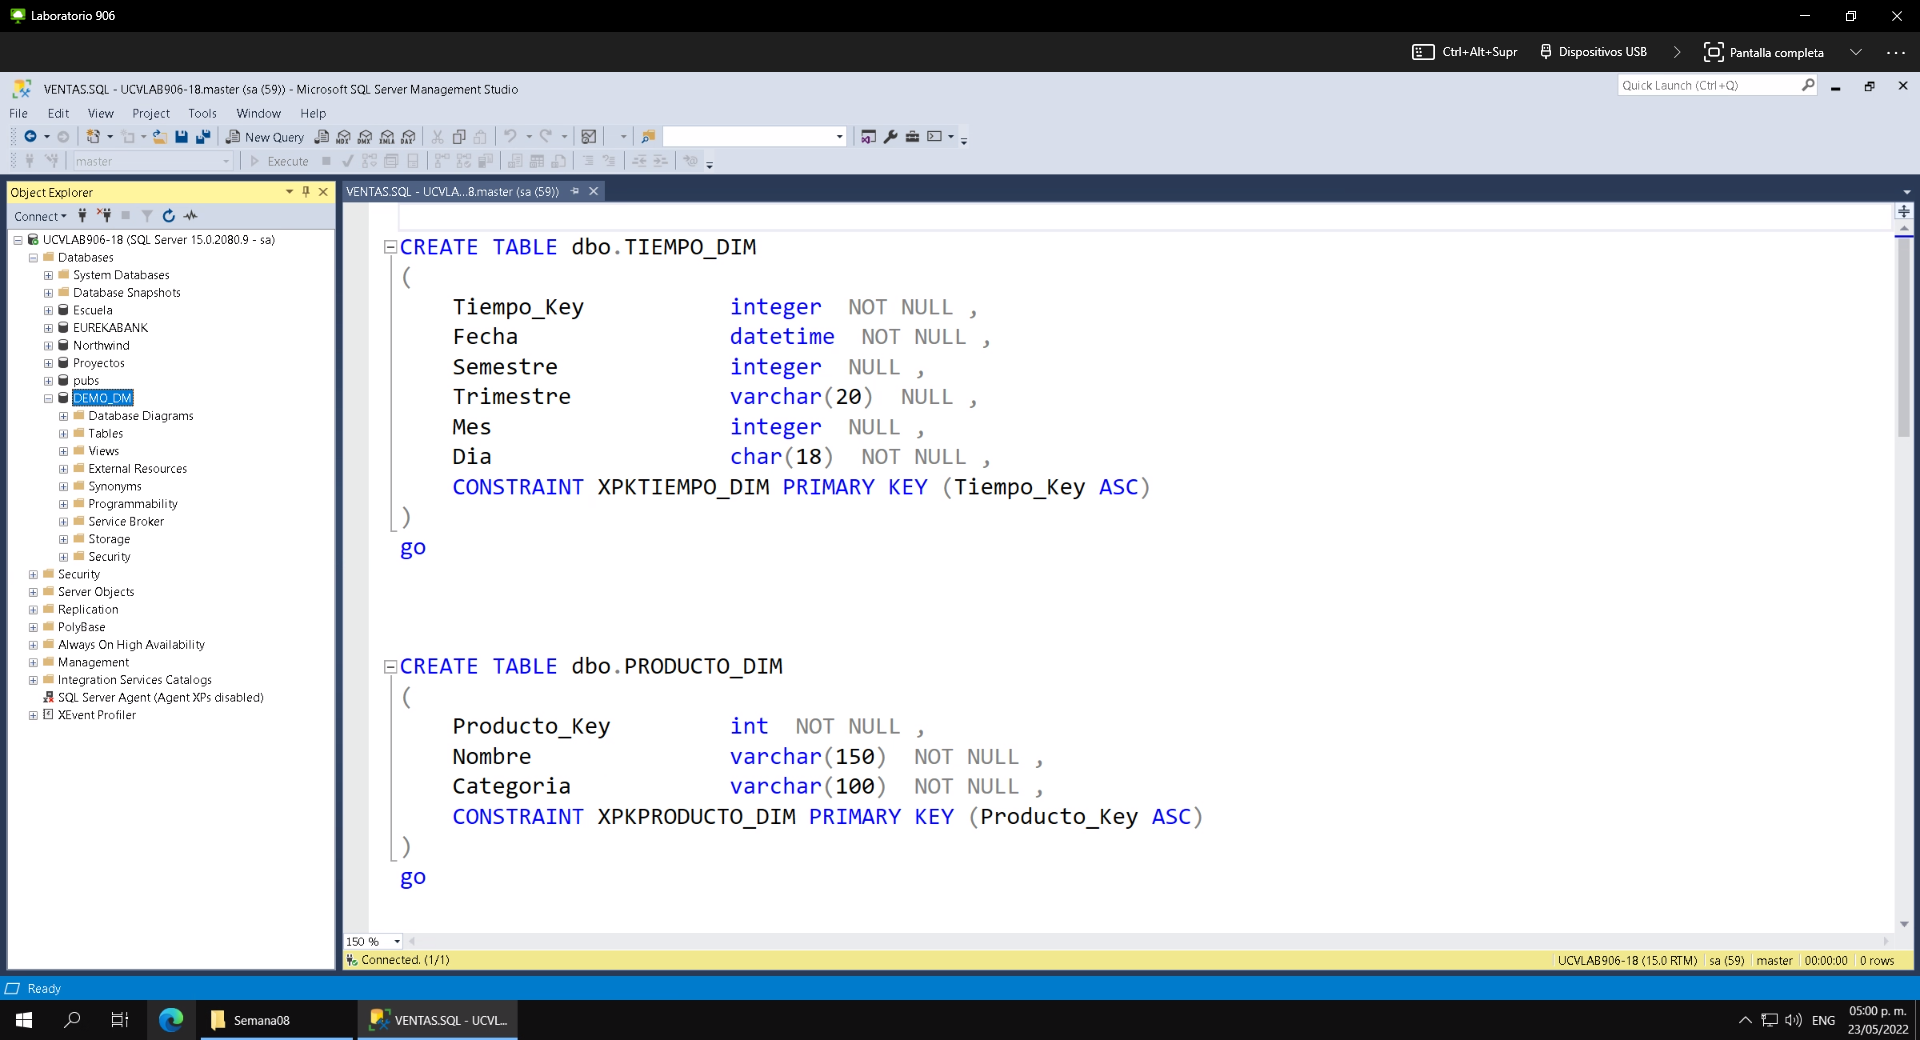 Laboratorio 906
Ctrl+Alt+Supr Dispositivos USB Pantalla completa
VENTAS.SQL - UCVLAB906-18.master (sa (59)) - Microsoft SQL Server Management Studio
Quick Launch (Ctrl+Q)
File Edit View Project Tools Window Help
New Query MDX DMX XMLA DAX
master Execute
Object Explorer
VENTAS.SQL - UCVLA...8.master (sa (59))
Connect
UCVLAB906-18 (SQL Server 15.0.2080.9 - sa)
Databases
System Databases
Database Snapshots
Escuela
EUREKABANK
Northwind
Proyectos
pubs
DEMO_DM
Database Diagrams
Tables
Views
External Resources
Synonyms
Programmability
Service Broker
Storage
Security
Security
Server Objects
Replication
PolyBase
Always On High Availability
Management
Integration Services Catalogs
SQL Server Agent (Agent XPs disabled)
XEvent Profiler
CREATE TABLE dbo.TIEMPO_DIM
(
Tiempo_Key integer NOT NULL ,
Fecha datetime NOT NULL ,
Semestre integer NULL ,
Trimestre varchar(20) NULL ,
Mes integer NULL ,
Dia char(18) NOT NULL ,
CONSTRAINT XPKTIEMPO_DIM PRIMARY KEY (Tiempo_Key ASC)
)
go
CREATE TABLE dbo.PRODUCTO_DIM
(
Producto_Key int NOT NULL ,
Nombre varchar(150) NOT NULL ,
Categoria varchar(100) NOT NULL ,
CONSTRAINT XPKPRODUCTO_DIM PRIMARY KEY (Producto_Key ASC)
)
go
150 %
Connected. (1/1)
UCVLAB906-18 (15.0 RTM) sa (59) master 00:00:00 0 rows
Ready
Semana08
VENTAS.SQL - UCVL...
ENG
05:00 p. m.
23/05/2022